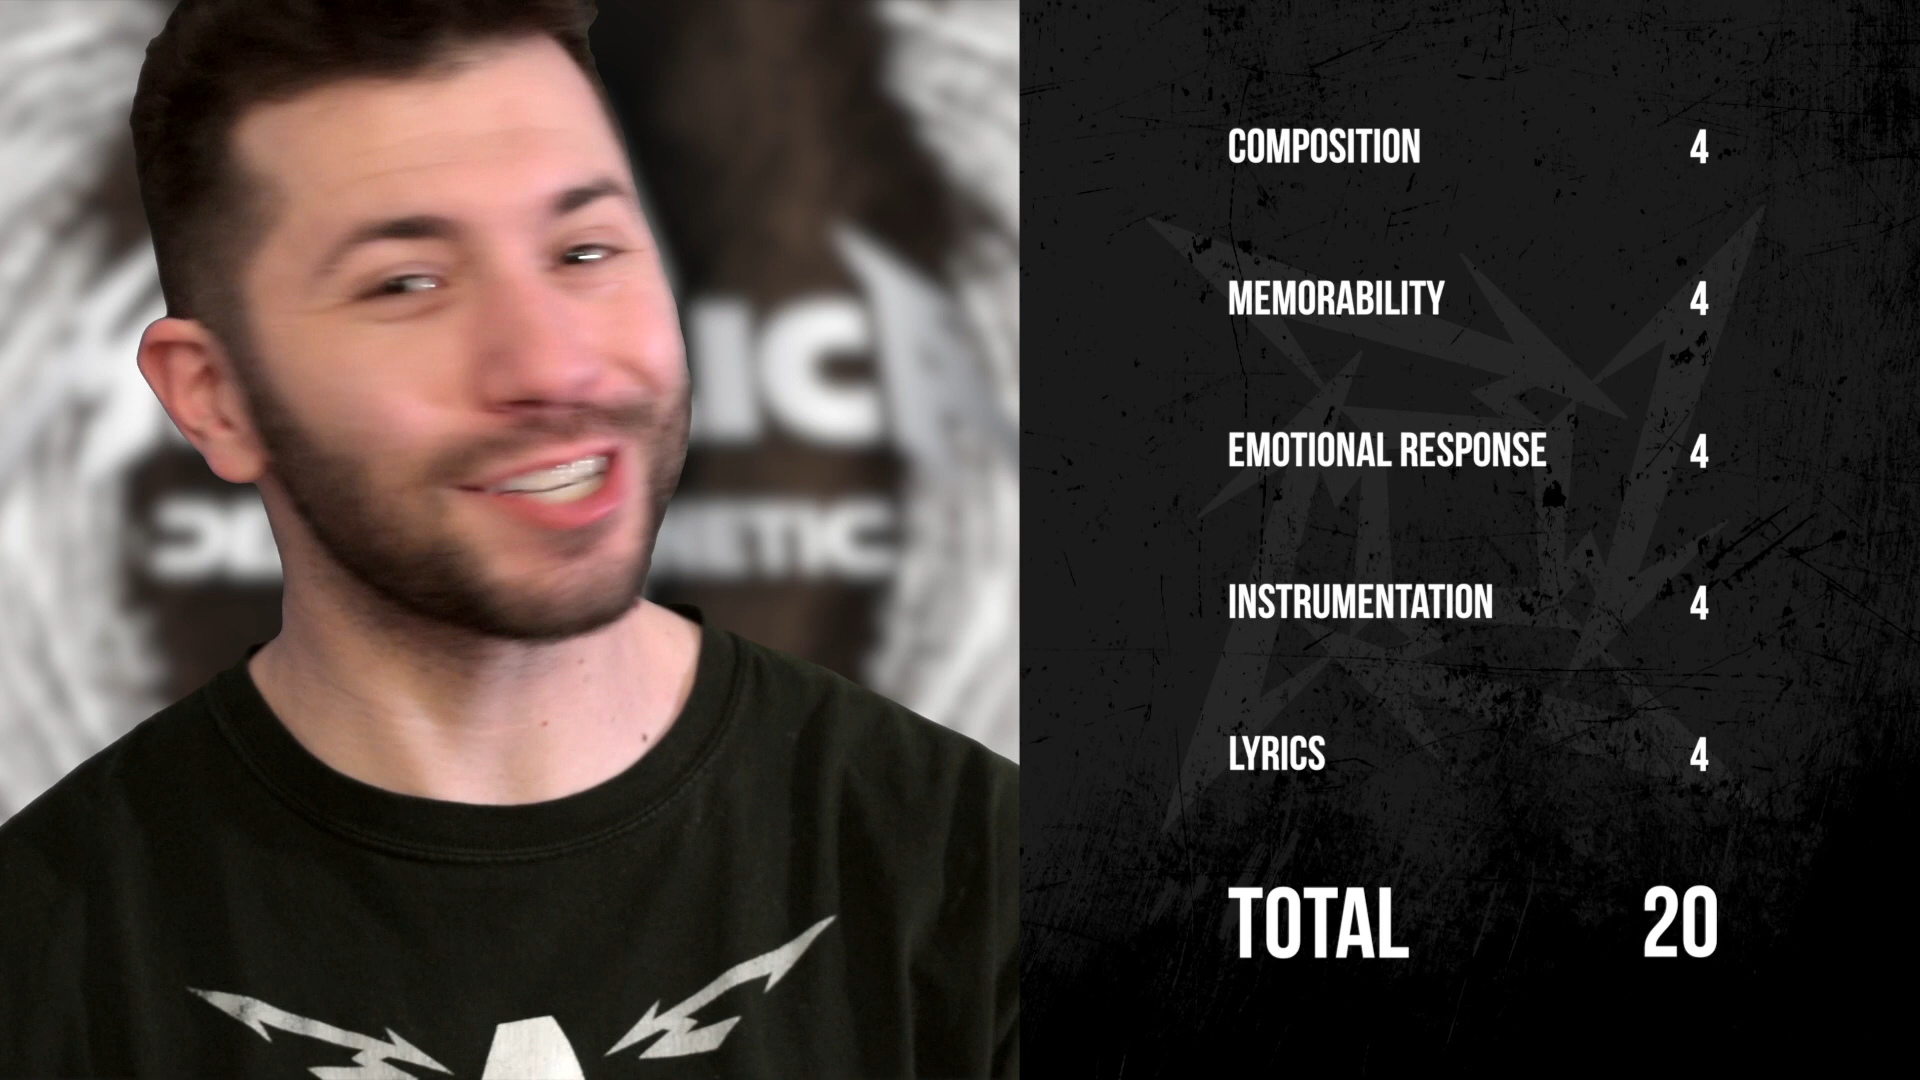 COMPOSITION 4
MEMORABILITY 4
EMOTIONAL RESPONSE 4
INSTRUMENTATION 4
LYRICS 4
TOTAL 20